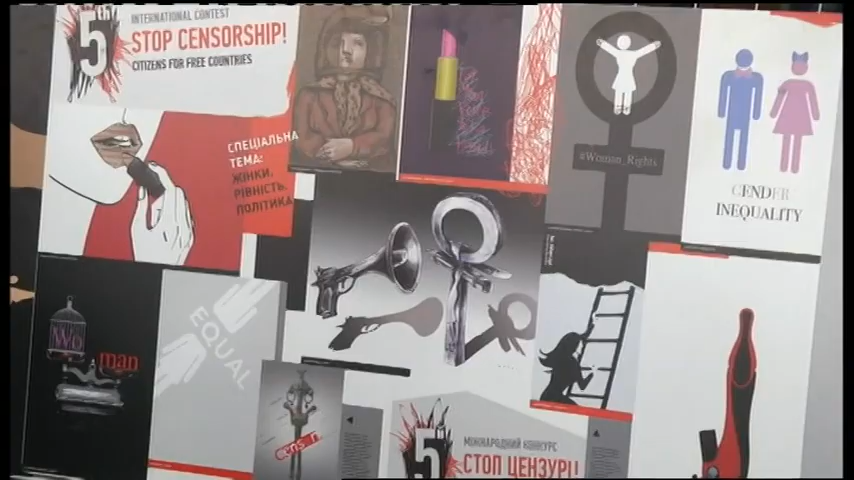 5th
INTERNATIONAL CONTEST
STOP CENSORSHIP!
CITIZENS FOR FREE COUNTRIES
СПЕЦІАЛЬНА
ТЕМА:
ЖІНКИ,
РІВНІСТЬ,
ПОЛІТИКА
#Woman_Rights
GENDER
INEQUALITY
Wo
man
EQUAL
5
МІЖНАРОДНИЙ КОНКУРС
СТОП ЦЕНЗУРІ!